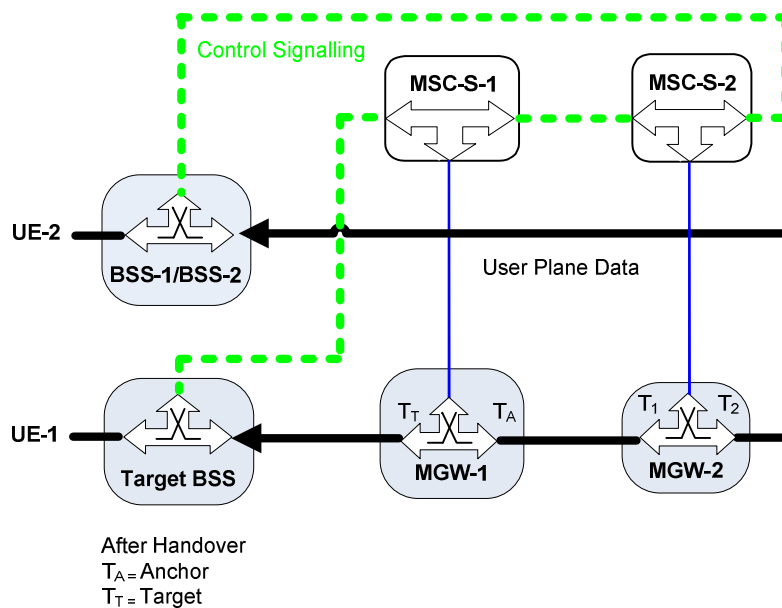 Control Signalling
MSC-S-1
MSC-S-2
UE-2
BSS-1/BSS-2
User Plane Data
UE-1
Target BSS
TT
TA
MGW-1
T1
T2
MGW-2
After Handover
TA = Anchor
TT = Target